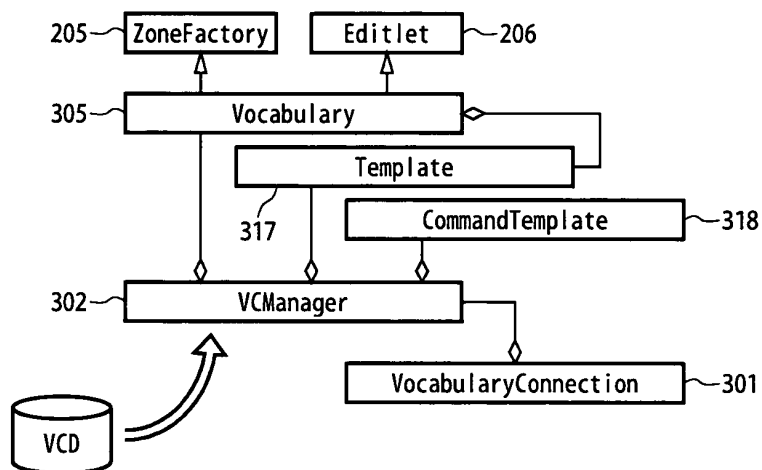 205 ZoneFactory
Editlet 206
305 Vocabulary
Template
317
CommandTemplate 318
302 VCManager
VocabularyConnection 301
VCD